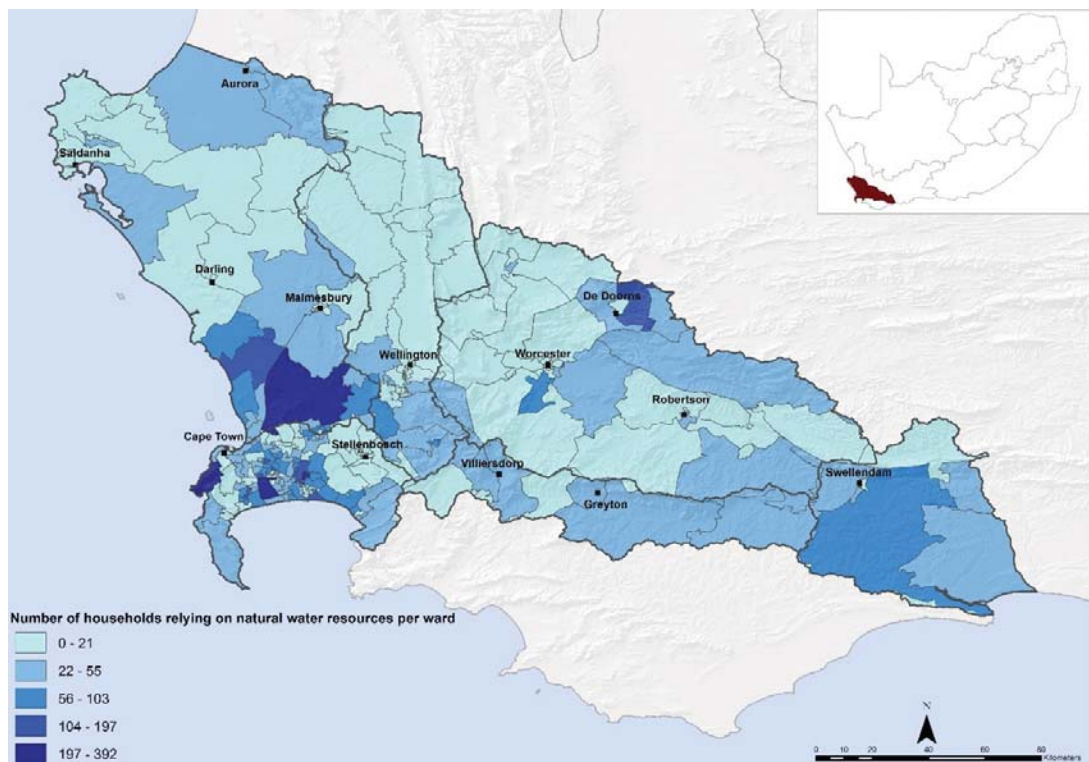 Aurora
Saldanha
Darling
Malmesbury
De Doorns
Wellington
Worcester
Robertson
Cape Town
Stellenbosch
Villiersdorp
Swellendam
Greyton
Number of households relying on natural water resources per ward
0 - 21
22 - 55
56 - 103
104 - 197
197 - 392
N
0 10 20 40 60 80
Kilometers